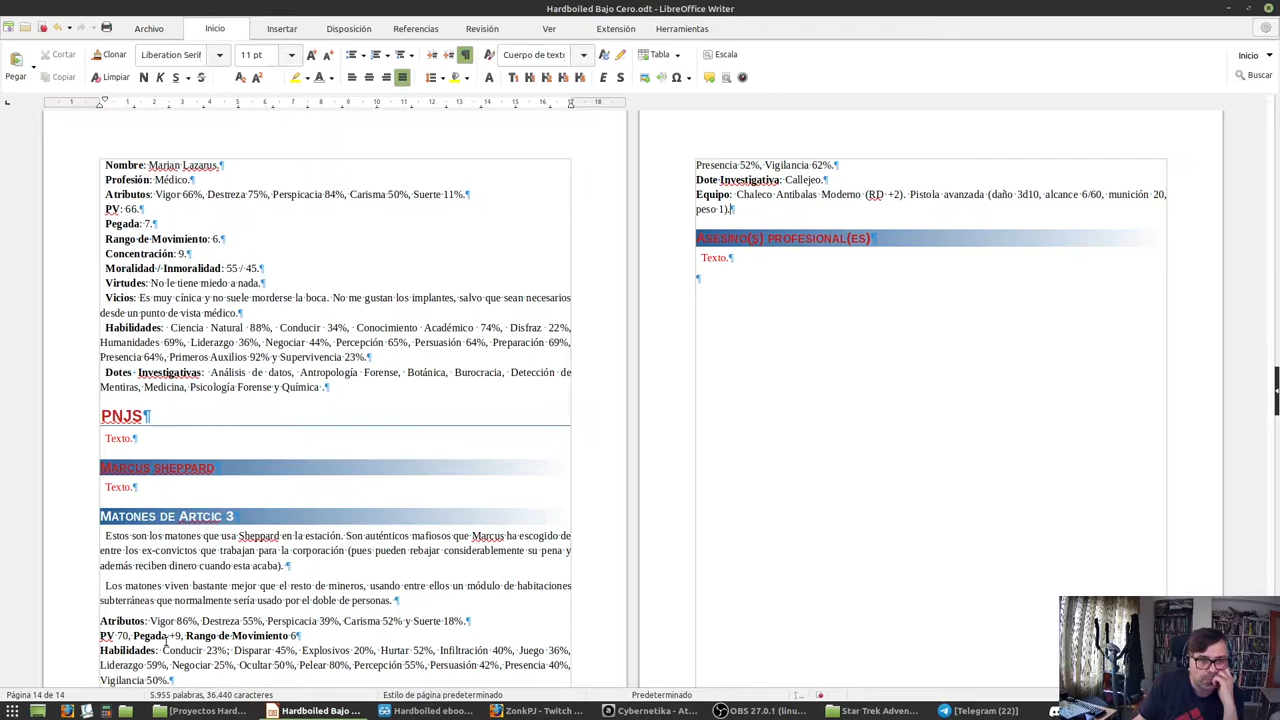 Hardboiled Bajo Cero.odt - LibreOffice Writer
Archivo Inicio Insertar Disposición Referencias Revisión Ver Extensión Herramientas
Pegar Cortar Clonar Liberation Serif 11 pt Cuerpo de texto Tabla Escala Inicio
Copiar Limpiar Buscar
Nombre: Marian Lazarus.¶
Profesión: Médico.¶
Atributos: Vigor 66%, Destreza 75%, Perspicacia 84%, Carisma 50%, Suerte 11%.¶
PV: 66.¶
Pegada: 7.¶
Rango de Movimiento: 6.¶
Concentración: 9.¶
Moralidad / Inmoralidad: 55 / 45.¶
Virtudes: No le tiene miedo a nada.¶
Vicios: Es muy cínica y no suele morderse la boca. No me gustan los implantes, salvo que sean necesarios
desde un punto de vista médico.¶
Habilidades: Ciencia Natural 88%, Conducir 34%, Conocimiento Académico 74%, Disfraz 22%,
Humanidades 69%, Liderazgo 36%, Negociar 44%, Percepción 65%, Persuasión 64%, Preparación 69%,
Presencia 64%, Primeros Auxilios 92% y Supervivencia 23%.¶
Dotes Investigativas: Análisis de datos, Antropología Forense, Botánica, Burocracia, Detección de
Mentiras, Medicina, Psicología Forense y Química .¶
PNJS¶
Texto.¶
MARCUS SHEPPARD
Texto.¶
MATONES DE ARTCIC 3
Estos son los matones que usa Sheppard en la estación. Son auténticos mafiosos que Marcus ha escogido de
entre los ex-convictos que trabajan para la corporación (pues pueden rebajar considerablemente su pena y
además reciben dinero cuando esta acaba). ¶
Los matones viven bastante mejor que el resto de mineros, usando entre ellos un módulo de habitaciones
subterráneas que normalmente sería usado por el doble de personas. ¶
Atributos: Vigor 86%, Destreza 55%, Perspicacia 39%, Carisma 52% y Suerte 18%.¶
PV 70, Pegada +9, Rango de Movimiento 6¶
Habilidades: Conducir 23%; Disparar 45%, Explosivos 20%, Hurtar 52%, Infiltración 40%, Juego 36%,
Liderazgo 59%, Negociar 25%, Ocultar 50%, Pelear 80%, Percepción 55%, Persuasión 42%, Presencia 40%,
Vigilancia 50%.¶
Presencia 52%, Vigilancia 62%.¶
Dote Investigativa: Callejeo.¶
Equipo: Chaleco Antibalas Moderno (RD +2). Pistola avanzada (daño 3d10, alcance 6/60, munición 20,
peso 1).¶
ASESINO(S) PROFESIONAL(ES)¶
Texto.¶
¶
Página 14 de 14 5.955 palabras, 36.440 caracteres Estilo de página predeterminado Predeterminado
[Proyectos Hard... Hardboiled Bajo ... Hardboiled eboo... ZonkPJ - Twitch ... Cybernetika - At... OBS 27.0.1 (linu... Star Trek Adven... [Telegram (22)]